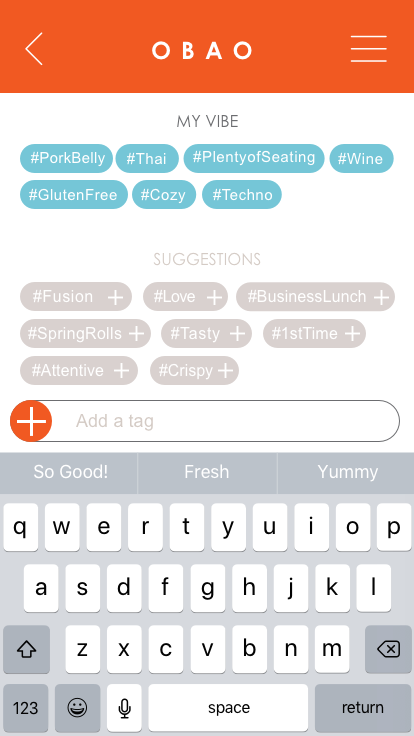 OBAO
MY VIBE
#PorkBelly #Thai #PlentyofSeating #Wine
#GlutenFree #Cozy #Techno
SUGGESTIONS
#Fusion + #Love + #BusinessLunch +
#SpringRolls + #Tasty + #1stTime +
#Attentive + #Crispy +
+ Add a tag
So Good! Fresh Yummy
q w e r t y u i o p
a s d f g h j k l
z x c v b n m
123 space return